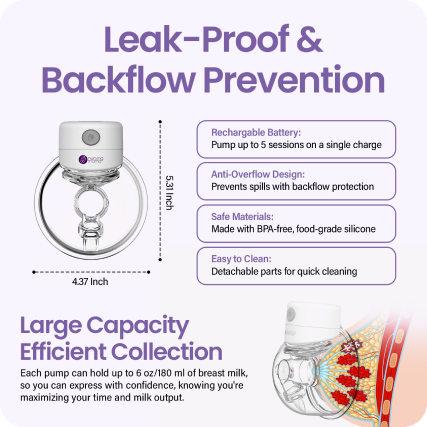 Leak-Proof &
Backflow Prevention
Rechargeable Battery:
Pump up to 5 sessions on a single charge
Anti-Overflow Design:
Prevents spills with backflow protection
5.31 Inch
Safe Materials:
Made with BPA-free, food-grade silicone
Easy to Clean:
Detachable parts for quick cleaning
4.37 Inch
Large Capacity
Efficient Collection
Each pump can hold up to 6 oz/180 ml of breast milk,
so you can express with confidence, knowing you're
maximizing your time and milk output.